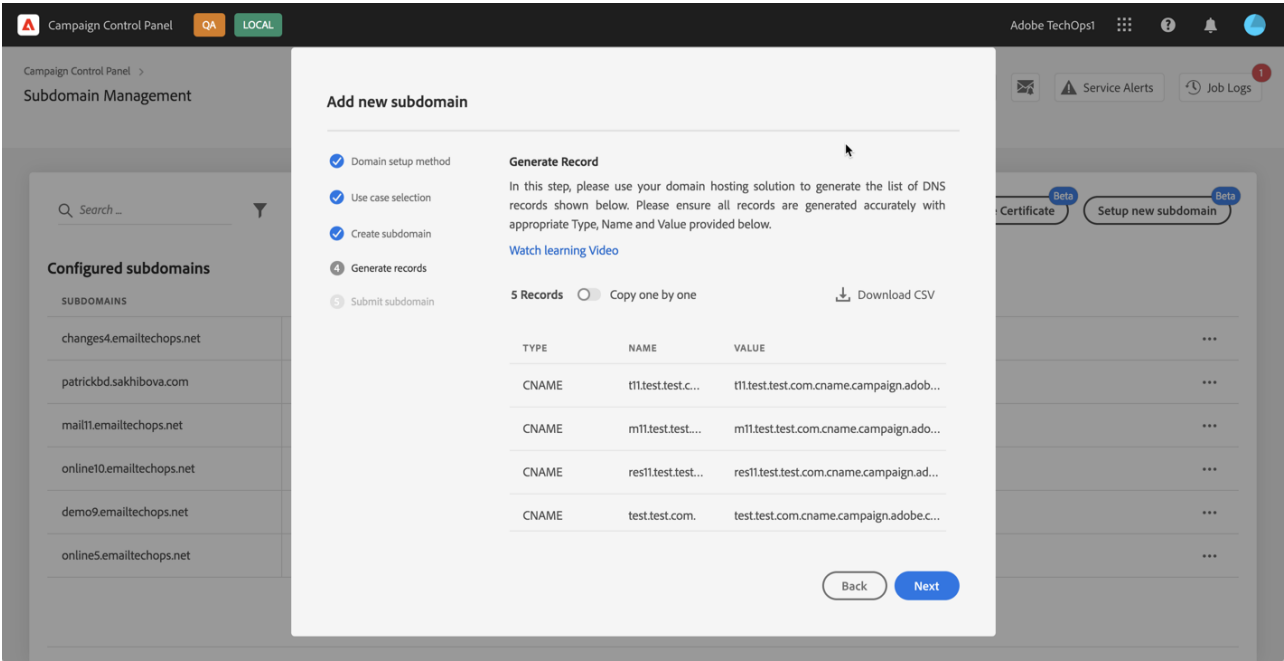 Campaign Control Panel QA LOCAL Adobe TechOps1
Campaign Control Panel >
Subdomain Management
Service Alerts
Job Logs
1
Search ...
Certificate
Beta
Setup new subdomain
Beta
Configured subdomains
SUBDOMAINS
changes4.emailtechops.net
patrickbd.sakhibova.com
mail11.emailtechops.net
online10.emailtechops.net
demo9.emailtechops.net
online5.emailtechops.net
Add new subdomain
Domain setup method
Use case selection
Create subdomain
4 Generate records
5 Submit subdomain
Generate Record
In this step, please use your domain hosting solution to generate the list of DNS
records shown below. Please ensure all records are generated accurately with
appropriate Type, Name and Value provided below.
Watch learning Video
5 Records Copy one by one Download CSV
TYPE NAME VALUE
CNAME t11.test.test.c... t11.test.test.com.cname.campaign.adob...
CNAME m11.test.test.... m11.test.test.com.cname.campaign.ado...
CNAME res11.test.test... res11.test.test.com.cname.campaign.ad...
CNAME test.test.com. test.test.com.cname.campaign.adobe.c...
Back Next